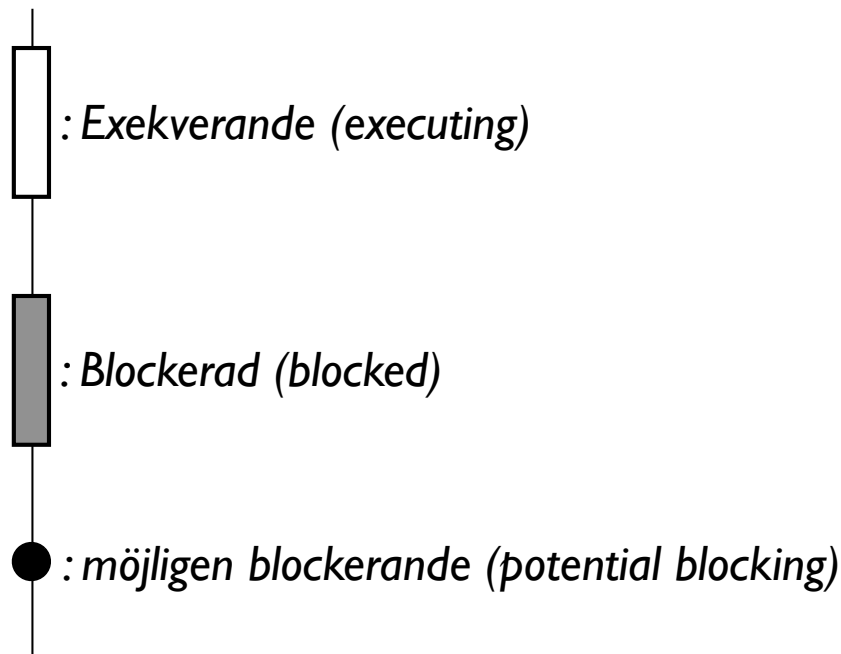 : Exekverande (executing)
: Blockerad (blocked)
: möjligen blockerande (potential blocking)